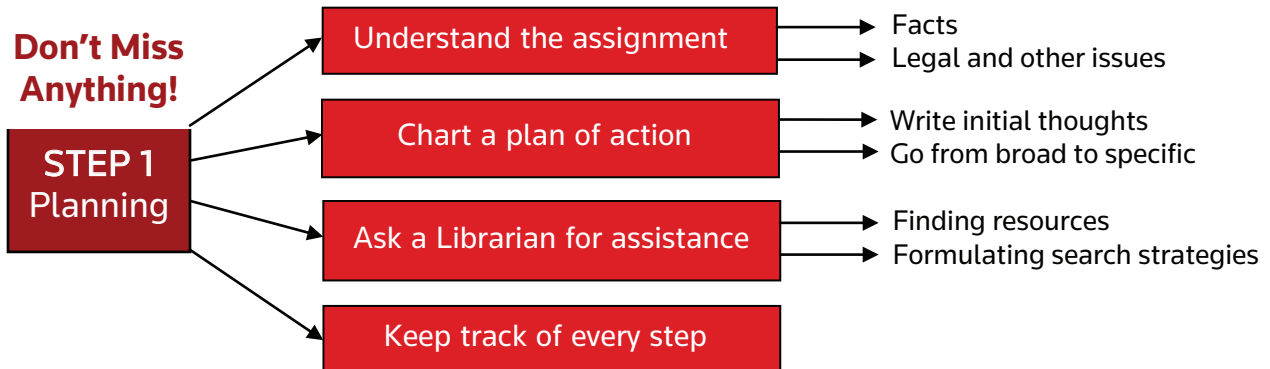 Don’t Miss
Anything!
STEP 1
Planning
Understand the assignment
Facts
Legal and other issues
Chart a plan of action
Write initial thoughts
Go from broad to specific
Ask a Librarian for assistance
Finding resources
Formulating search strategies
Keep track of every step